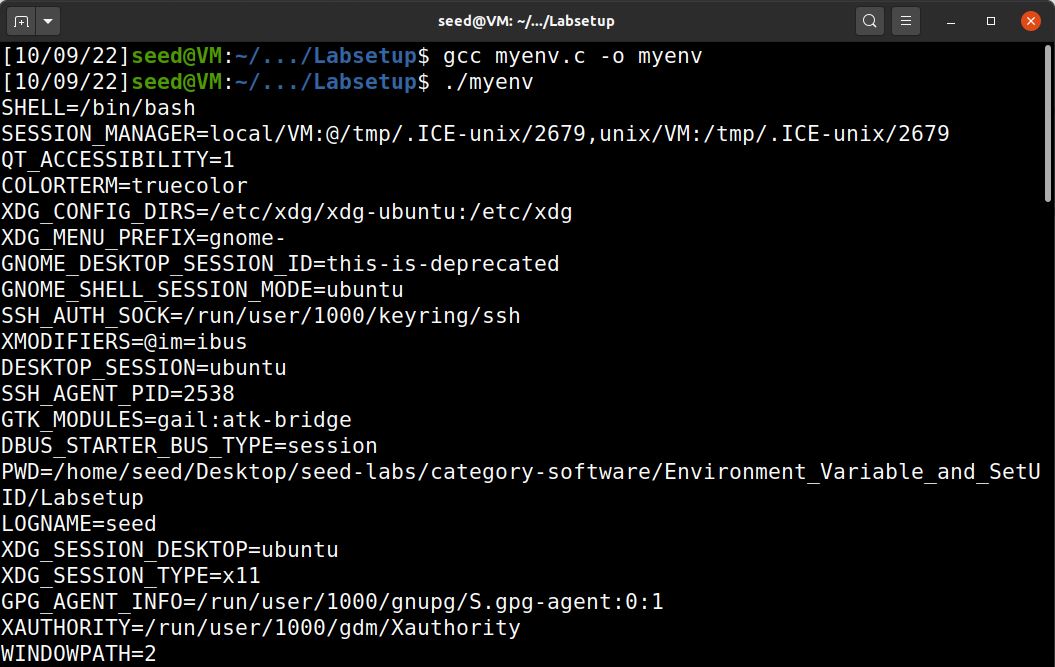 seed@VM: ~/.../Labsetup
[10/09/22]seed@VM:~/.../Labsetup$ gcc myenv.c -o myenv
[10/09/22]seed@VM:~/.../Labsetup$ ./myenv
SHELL=/bin/bash
SESSION_MANAGER=local/VM:@/tmp/.ICE-unix/2679,unix/VM:/tmp/.ICE-unix/2679
QT_ACCESSIBILITY=1
COLORTERM=truecolor
XDG_CONFIG_DIRS=/etc/xdg/xdg-ubuntu:/etc/xdg
XDG_MENU_PREFIX=gnome-
GNOME_DESKTOP_SESSION_ID=this-is-deprecated
GNOME_SHELL_SESSION_MODE=ubuntu
SSH_AUTH_SOCK=/run/user/1000/keyring/ssh
XMODIFIERS=@im=ibus
DESKTOP_SESSION=ubuntu
SSH_AGENT_PID=2538
GTK_MODULES=gail:atk-bridge
DBUS_STARTER_BUS_TYPE=session
PWD=/home/seed/Desktop/seed-labs/category-software/Environment_Variable_and_SetU
ID/Labsetup
LOGNAME=seed
XDG_SESSION_DESKTOP=ubuntu
XDG_SESSION_TYPE=x11
GPG_AGENT_INFO=/run/user/1000/gnupg/S.gpg-agent:0:1
XAUTHORITY=/run/user/1000/gdm/Xauthority
WINDOWPATH=2